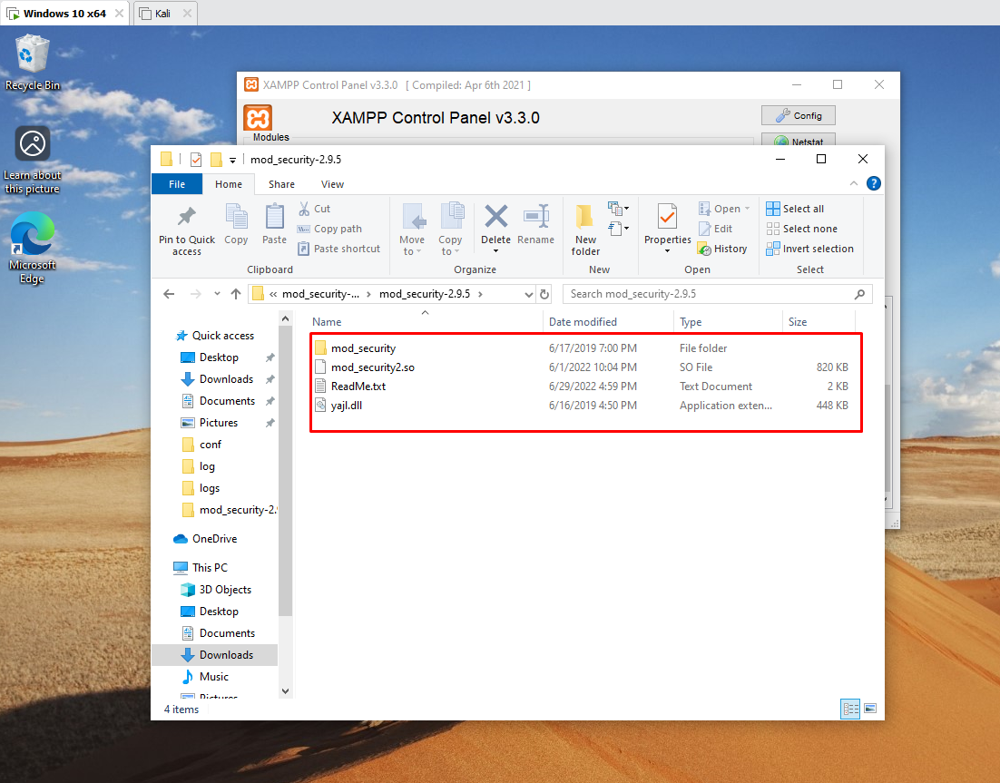 Windows 10 x64
Kali
Recycle Bin
Learn about
this picture
Microsoft
Edge
XAMPP Control Panel v3.3.0 [ Compiled: Apr 6th 2021 ]
XAMPP Control Panel v3.3.0
Config
Modules
Netstat
mod_security-2.9.5
File
Home
Share
View
Pin to Quick
access
Copy
Paste
Cut
Copy path
Paste shortcut
Clipboard
Move
to
Copy
to
Delete
Rename
Organize
New
folder
New
Properties
Open
Edit
History
Open
Select all
Select none
Invert selection
Select
« mod_security-... › mod_security-2.9.5 ›
Search mod_security-2.9.5
Name Date modified Type Size
mod_security 6/17/2019 7:00 PM File folder
mod_security2.so 6/1/2022 10:04 PM SO File 820 KB
ReadMe.txt 6/29/2022 4:59 PM Text Document 2 KB
yajl.dll 6/16/2019 4:50 PM Application exten... 448 KB
Quick access
Desktop
Downloads
Documents
Pictures
conf
log
logs
mod_security-2.9
OneDrive
This PC
3D Objects
Desktop
Documents
Downloads
Music
Pictures
4 items